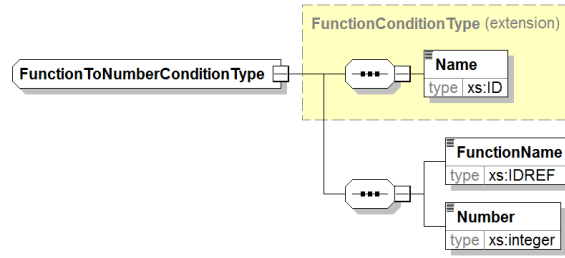 FunctionConditionType (extension)
FunctionToNumberConditionType
Name
type xs:ID
FunctionName
type xs:IDREF
Number
type xs:integer